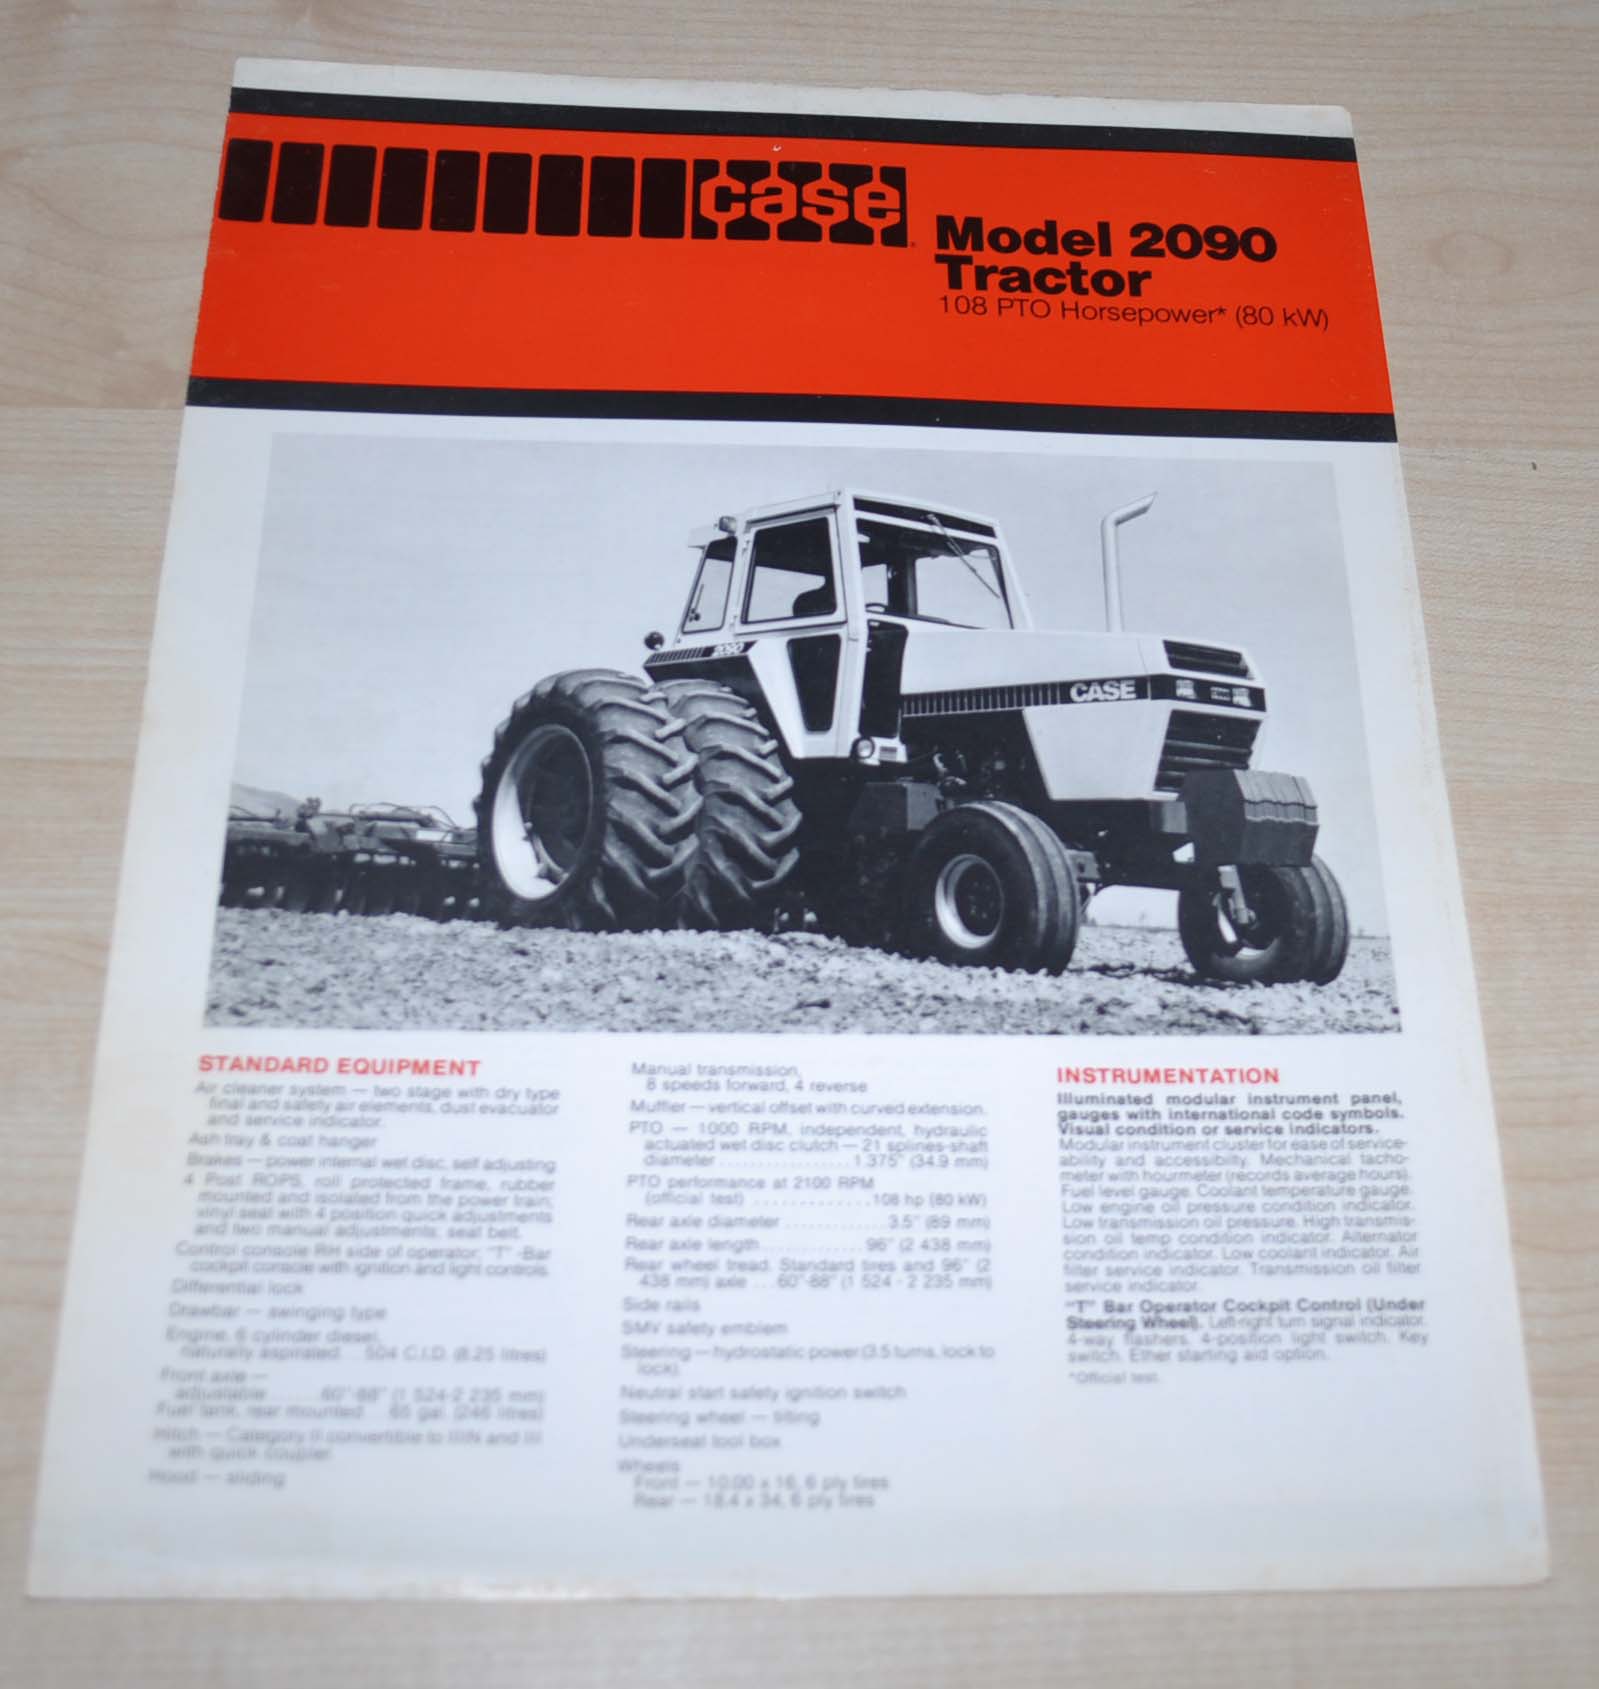 case
Model 2090
Tractor
108 PTO Horsepower* (80 kW)
2090
CASE
STANDARD EQUIPMENT
Air cleaner system — two stage with dry type
final and safety air elements, dust evacuator
and service indicator.
Ash tray & coat hanger
Brakes — power internal wet disc, self adjusting
4 Post ROPS, roll protected frame, rubber
mounted and isolated from the power train;
vinyl seat with 4 position quick adjustments
and two manual adjustments; seat belt.
Control console RH side of operator; "T" -Bar
cockpit console with ignition and light controls.
Differential lock
Drawbar — swinging type
Engine, 6 cylinder diesel,
naturally aspirated . . 504 C.I.D. (8.25 litres)
Front axle —
adjustable . . . . . . 60"-88" (1 524-2 235 mm)
Fuel tank, rear mounted . . 65 gal. (246 litres)
Hitch — Category II convertible to IIIN and III
with quick coupler
Hood — sliding
Manual transmission,
8 speeds forward, 4 reverse
Muffler — vertical offset with curved extension.
PTO — 1000 RPM, independent, hydraulic
actuated wet disc clutch — 21 splines-shaft
diameter . . . . . . . . . . . . . . . . 1.375" (34.9 mm)
PTO performance at 2100 RPM
(official test) . . . . . . . . . . . . . 108 hp (80 kW)
Rear axle diameter . . . . . . . . . . . . 3.5" (89 mm)
Rear axle length . . . . . . . . . . . . . 96" (2 438 mm)
Rear wheel tread. Standard tires and 96" (2
438 mm) axle . . . 60"-88" (1 524 - 2 235 mm)
Side rails
SMV safety emblem
Steering — hydrostatic power (3.5 turns, lock to
lock).
Neutral start safety ignition switch
Steering wheel — tilting
Underseat tool box
Wheels
Front — 10.00 x 16, 6 ply tires
Rear — 18.4 x 34, 6 ply tires
INSTRUMENTATION
Illuminated modular instrument panel,
gauges with international code symbols.
Visual condition or service indicators.
Modular instrument cluster for ease of service-
ability and accessibilty. Mechanical tacho-
meter with hourmeter (records average hours).
Fuel level gauge. Coolant temperature gauge.
Low engine oil pressure condition indicator.
Low transmission oil pressure. High transmis-
sion oil temp condition indicator. Alternator
condition indicator. Low coolant indicator. Air
filter service indicator. Transmission oil filter
service indicator.
"T" Bar Operator Cockpit Control (Under
Steering Wheel). Left-right turn signal indicator.
4-way flashers. 4-position light switch. Key
switch. Ether starting aid option.
*Official test.